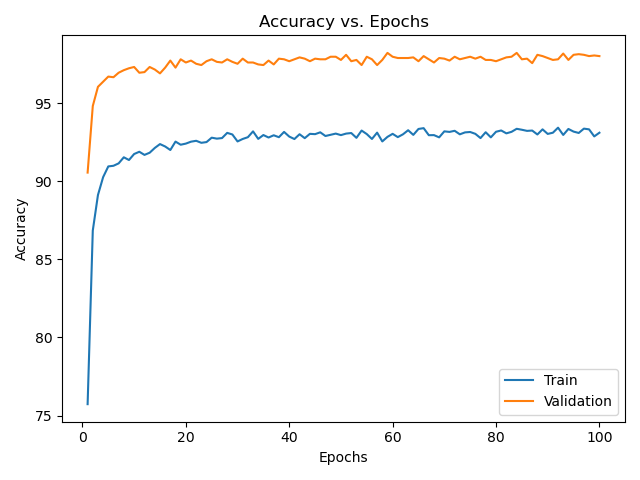 Accuracy vs. Epochs
95
90
85
80
75
Accuracy
0 20 40 60 80 100
Epochs
Train
Validation